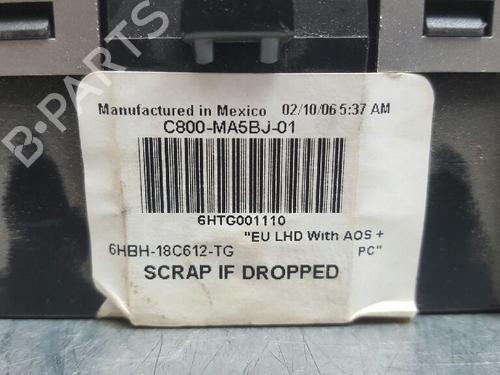 B-PARTS
Manufactured in Mexico 02/10/06 5:37 AM
C800-MA5BJ-01
6HTG001110
"EU LHD With AOS +
6HBH-18C612-TG PC"
SCRAP IF DROPPED